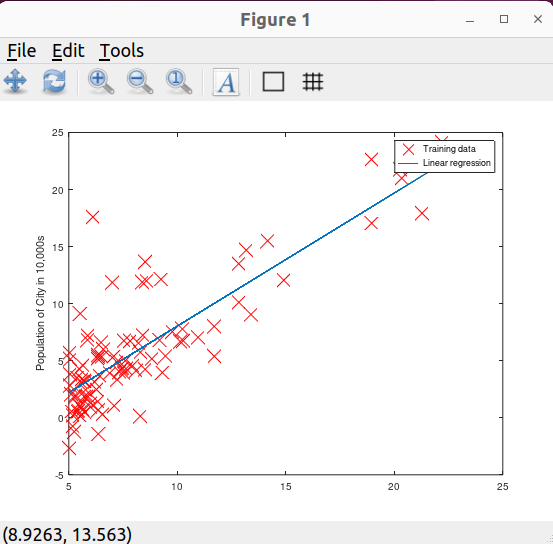 Figure 1
File Edit Tools
1 A
Training data
Linear regression
Population of City in 10,000s
25
20
15
10
5
0
-5
5 10 15 20 25
(8.9263, 13.563)